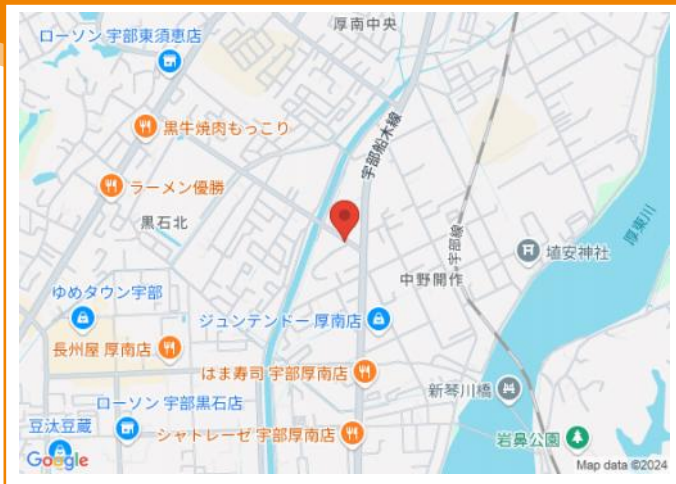 厚南中央
ローソン 宇部東須恵店
黒牛焼肉もっこり
宇部船木線
ラーメン優勝
黒石北
厚東川
埴安神社
宇部線
中野開作
ゆめタウン宇部
ジュンテンドー 厚南店
長州屋 厚南店
はま寿司 宇部厚南店
新琴川橋
ローソン 宇部黒石店
シャトレーゼ 宇部厚南店
豆汰豆蔵
岩鼻公園
Google
Map data ©2024